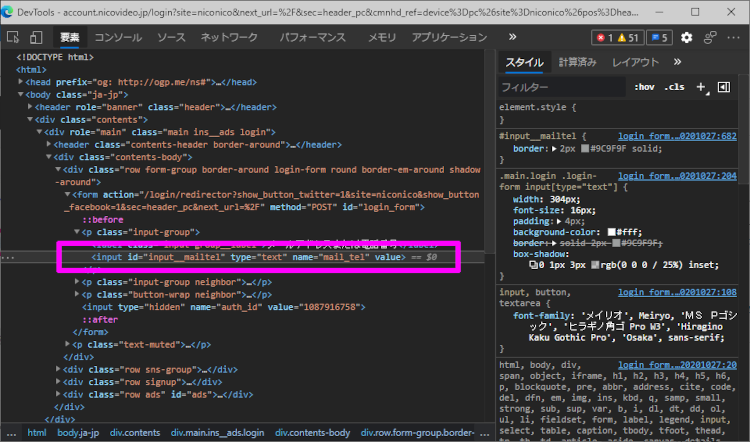 DevTools - account.nicovideo.jp/login?site=niconico&next_url=%2F&sec=header_pc&cmnhd_ref=device%3Dpc%26site%3Dniconico%26pos%3Dhea...
要素 コンソール ソース ネットワーク パフォーマンス メモリ アプリケーション » 1 51 5
<!DOCTYPE html>
<html>
<head prefix="og: http://ogp.me/ns#">…</head>
<body class="ja-jp">
<header role="banner" class="header">…</header>
<div class="contents">
<div role="main" class="main ins__ads login">
<header class="contents-header border-around">…</header>
<div class="contents-body">
<div class="row form-group border-around login-form round border-em-around shadow
-around">
<form action="/login/redirector?show_button_twitter=1&site=niconico&show_button
_facebook=1&sec=header_pc&next_url=%2F" method="POST" id="login_form">
::before
<p class="input-group">
<input id="input__mailtel" type="text" name="mail_tel" value> == $0
<p class="input-group neighbor">…</p>
<p class="button-wrap neighbor">…</p>
<input type="hidden" name="auth_id" value="1087916758">
::after
</form>
<p class="text-muted">…</p>
</div>
<div class="row sns-group">…</div>
<div class="row signup">…</div>
<div class="row ads" id="ads">…</div>
</div>
</div>
… html body.ja-jp div.contents div.main.ins__ads.login div.contents-body div.row.form-group.border- …
スタイル 計算済み レイアウト »
フィルター :hov .cls +
element.style {
}
#input__mailtel { login form…0201027:682
border: 2px #9C9F9F solid;
}
.main.login .login- login form…0201027:204
form input[type="text"] {
width: 304px;
font-size: 16px;
padding: 4px;
background-color: #fff;
border: solid 2px #9C9F9F;
box-shadow:
0 1px 3px rgb(0 0 0 / 25%) inset;
}
input, button, login form…0201027:108
textarea {
font-family: 'メイリオ', Meiryo, 'ＭＳ Ｐゴシ
ック', 'ヒラギノ角ゴ Pro W3', 'Hiragino
Kaku Gothic Pro', 'Osaka', sans-serif;
}
html, body, div, login form…0201027:20
span, object, iframe, h1, h2, h3, h4, h5, h6,
p, blockquote, pre, abbr, address, cite, code,
del, dfn, em, img, ins, kbd, q, samp, small,
strong, sub, sup, var, b, i, dl, dt, dd, ol,
ul, li, fieldset, form, label, legend, input,
select, table, caption, tbody, tfoot, thead,